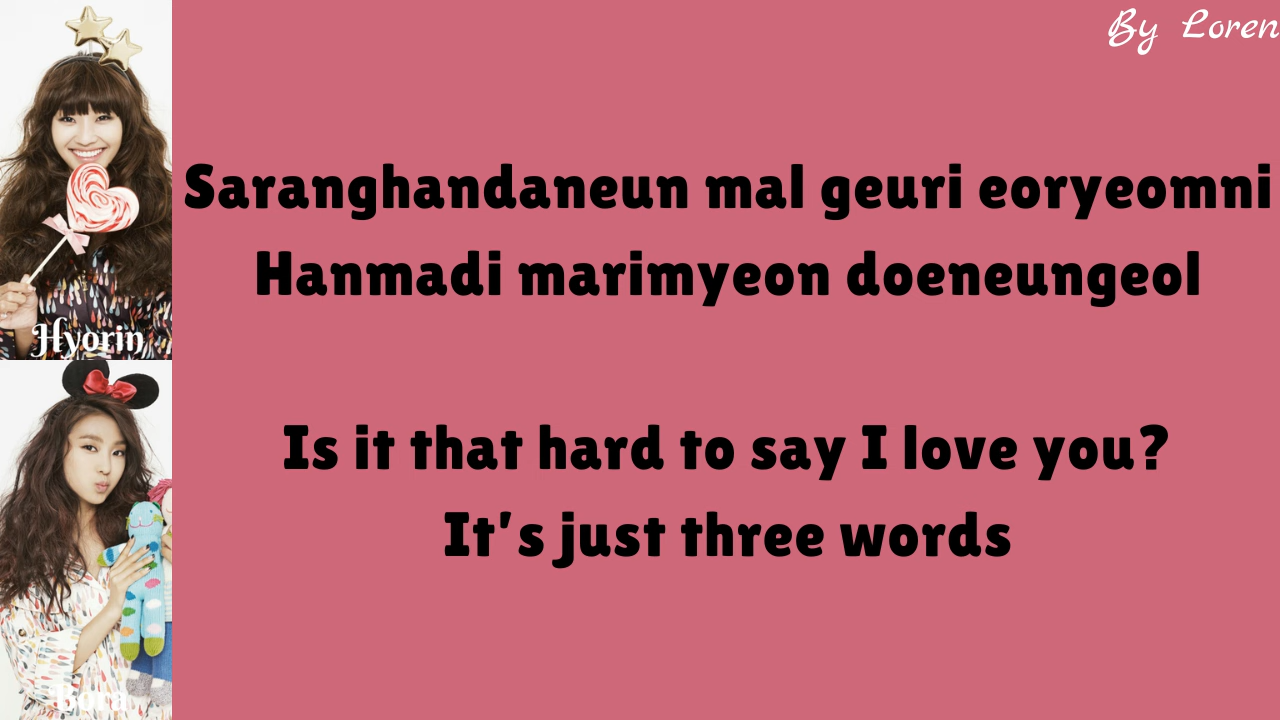 By Loren
Saranghandaneun mal geuri eoryeomni
Hanmadi marimyeon doeneungeol
Is it that hard to say I love you?
It's just three words
Hyorin
Bora